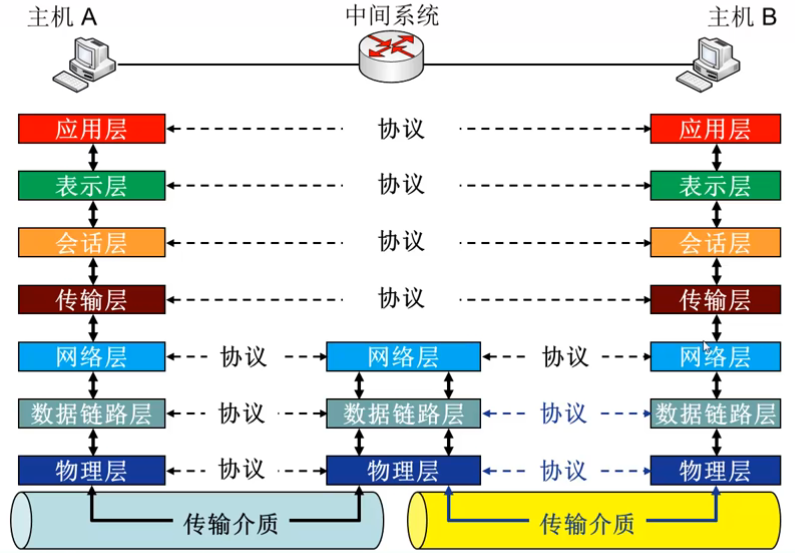 主机 A
中间系统
主机 B
应用层
协议
应用层
表示层
协议
表示层
会话层
协议
会话层
传输层
协议
传输层
网络层
协议
网络层
协议
网络层
数据链路层
协议
数据链路层
协议
数据链路层
物理层
协议
物理层
协议
物理层
传输介质
传输介质